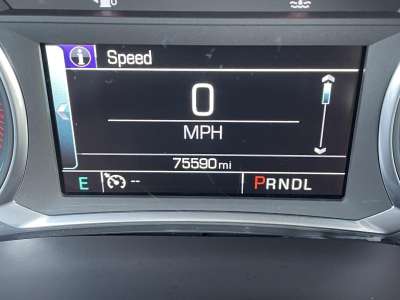 Speed
0
MPH
75590 mi
E -- PRNDL